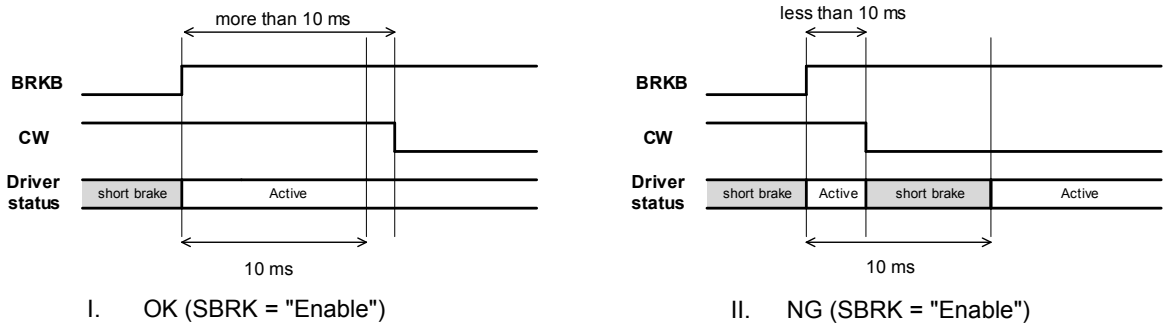 more than 10 ms
BRKB
CW
Driver
status
short brake
Active
10 ms
I. OK (SBRK = "Enable")
less than 10 ms
BRKB
CW
Driver
status
short brake
Active
short brake
Active
10 ms
II. NG (SBRK = "Enable")